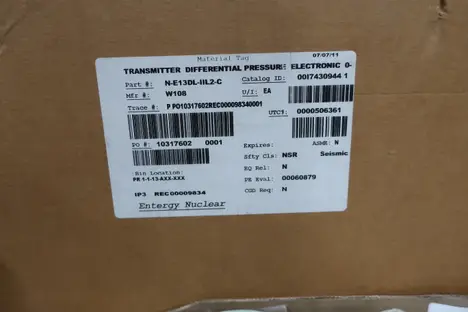 Material Tag 07/07/11
TRANSMITTER DIFFERENTIAL PRESSURE ELECTRONIC 0-
Part #: N-E13DL-IIL2-C Catalog ID: 00I7430944 1
Mfr #: W108 U/I: EA
Trace #: P PO10317602REC000098340001
UTC#: 0000506361
PO #: 10317602 0001 Expires: ASME: N
Sfty Cls: NSR Seismic
Bin Location: EQ Rel: N
PR 1-1-13-AXX-XXX PE Eval: 00060879
IP3 REC00009834 CGD Req: N
Entergy Nuclear